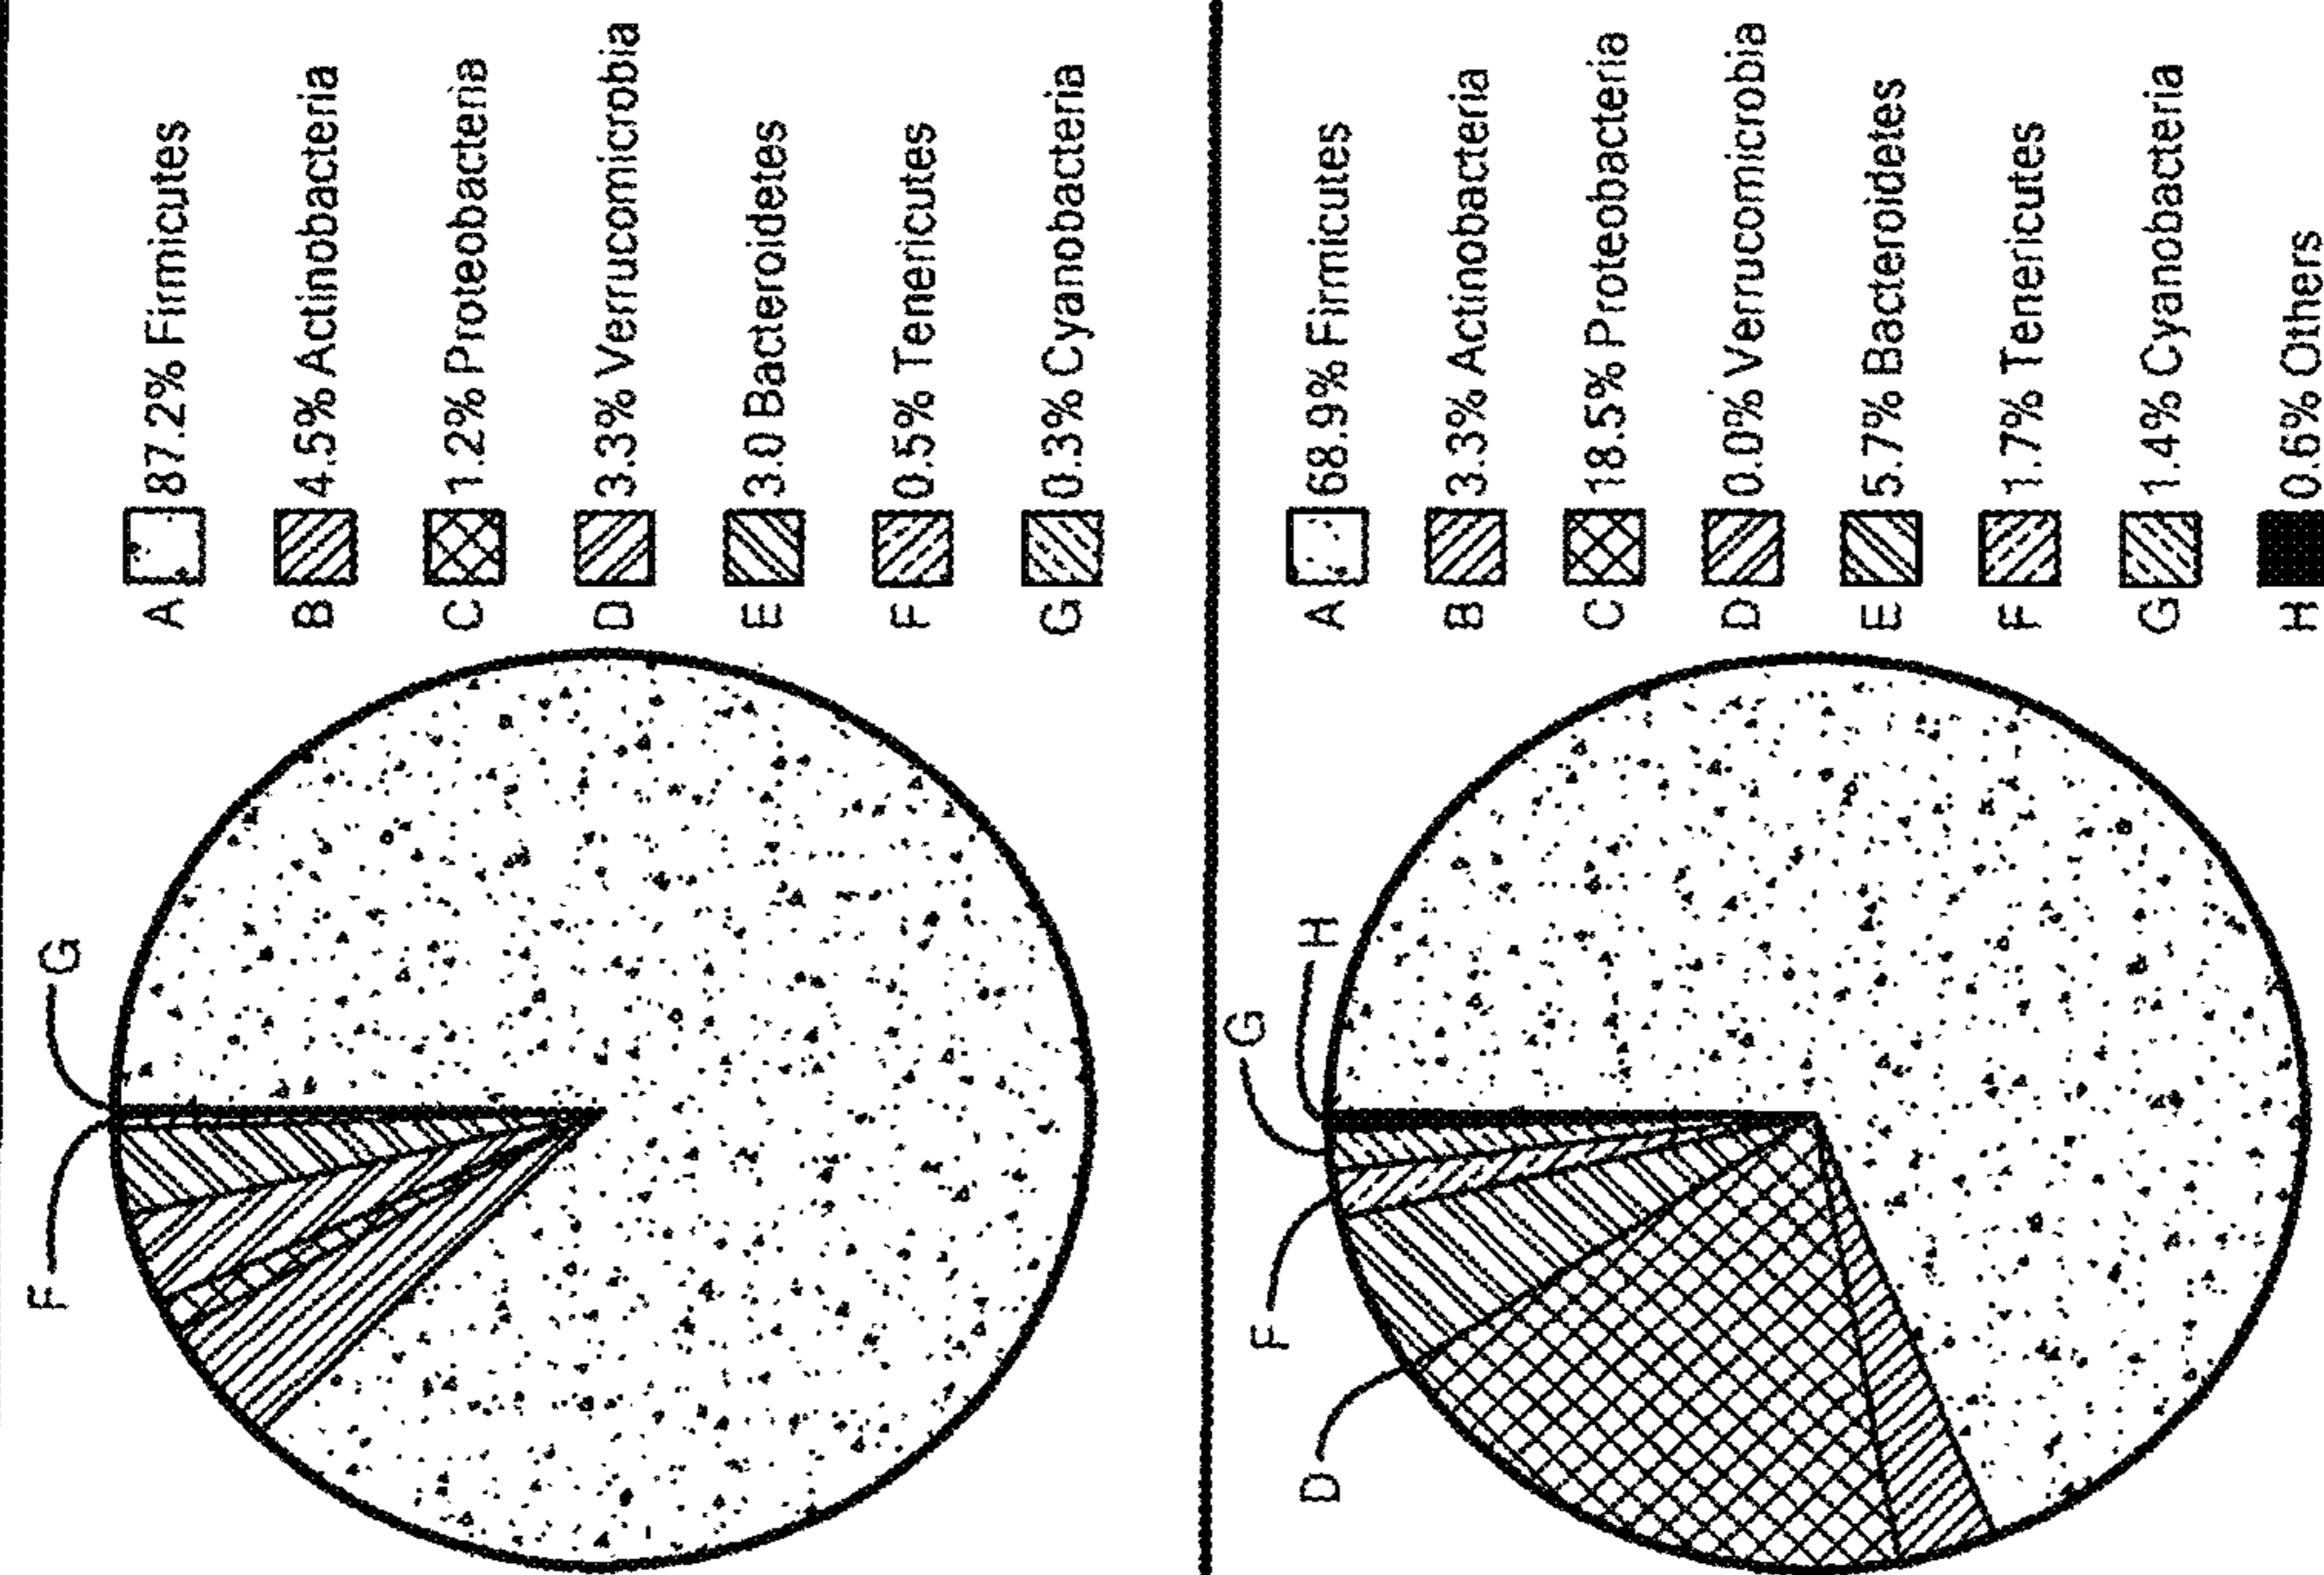 A 87.2% Firmicutes
B 4.5% Actinobacteria
C 1.2% Proteobacteria
D 3.3% Verrucomicrobia
E 3.0 Bacteroidetes
F 0.5% Tenericutes
G 0.3% Cyanobacteria
F
G
A 68.9% Firmicutes
B 3.3% Actinobacteria
C 18.5% Proteobacteria
D 0.0% Verrucomicrobia
E 5.7% Bacteroidetes
F 1.7% Tenericutes
G 1.4% Cyanobacteria
H 0.6% Others
D
F
G
H